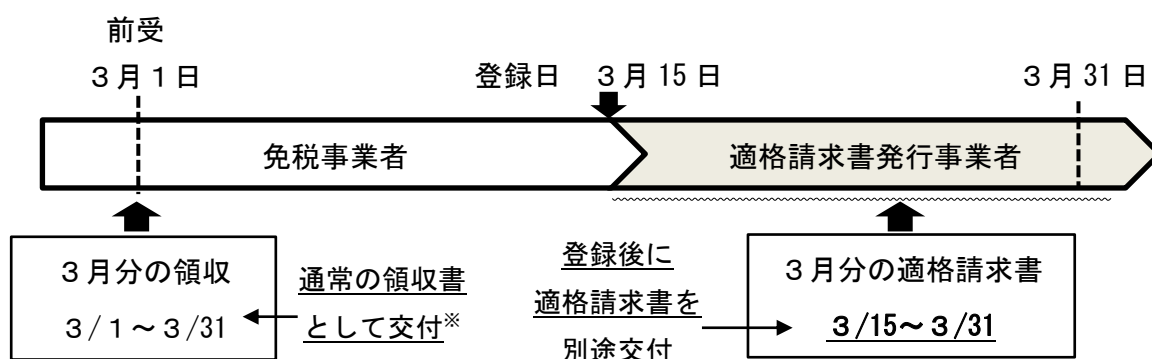 前受
３月１日
登録日 ３月 15 日
３月 31 日
免税事業者
適格請求書発行事業者
３月分の領収
３/１～３/31
通常の領収書
として交付※
登録後に
適格請求書を
別途交付
３月分の適格請求書
３/15～３/31